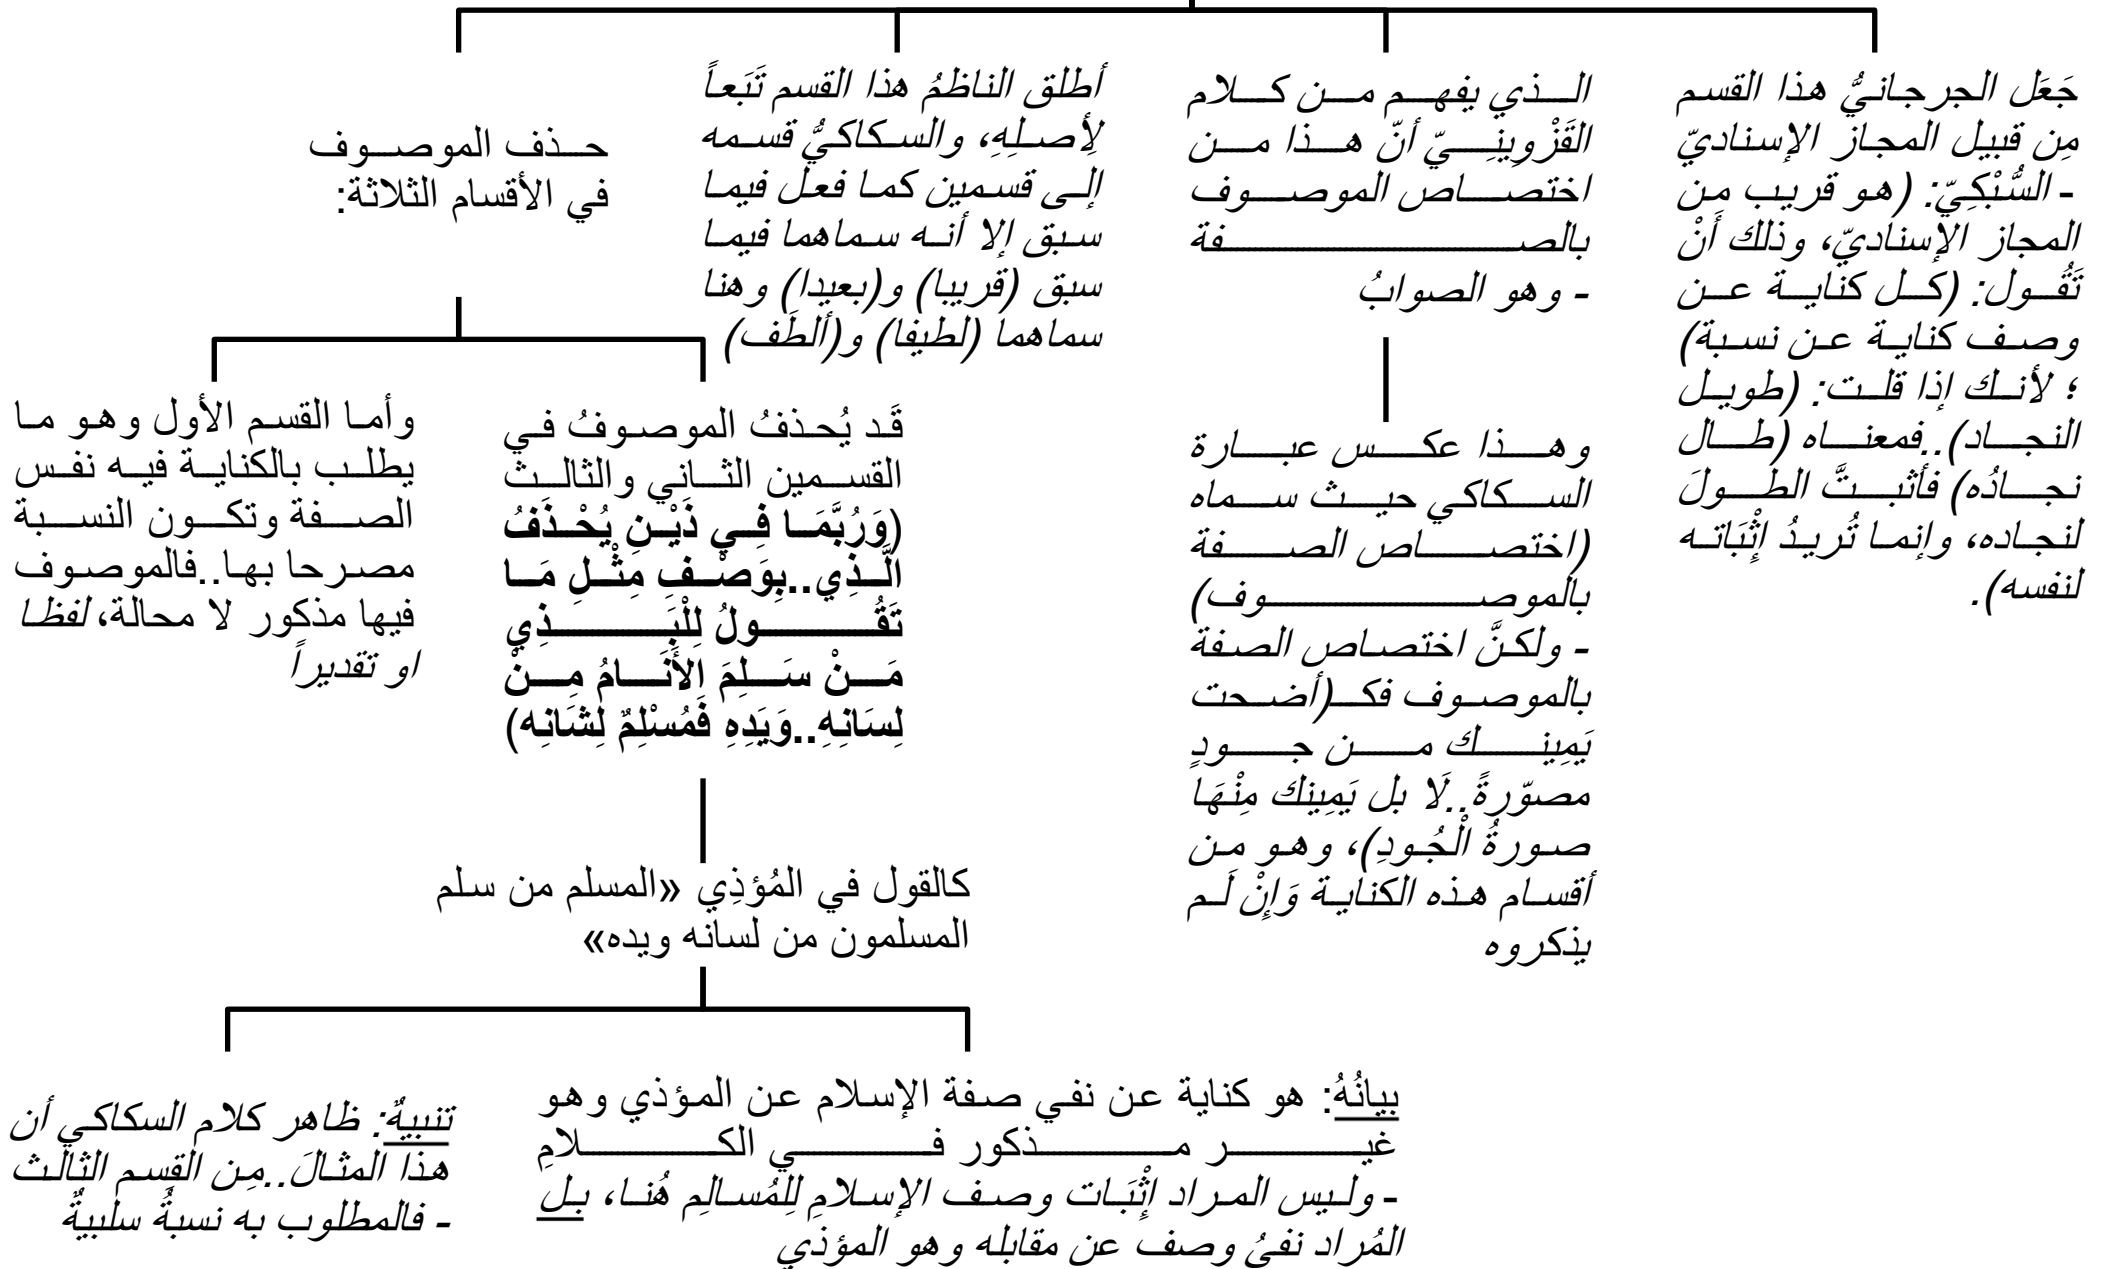 جَعَل الجرجانيُّ هذا القسم
مِن قبيل المجاز الإسناديّ
- السُّبْكِيّ: (هو قريب من
المجاز الإسناديّ، وذلك أَنْ
تَقُول: (كل كناية عن
وصف كناية عن نسبة)
؛ لأنك إذا قلت: (طويل
النجاد)..فمعناه (طال
نجادُه) فأثبتَّ الطولَ
لنجاده، وإنما تُريدُ إِثْبَاته
لنفسه).
الذي يفهم من كلام
القَزْوِينِيّ أنّ هذا من
اختصاص الموصوف
بالصفة
- وهو الصوابُ
وهذا عكس عبارة
السكاكي حيث سماه
(اختصاص الصفة
بالموصوف)
- ولكنَّ اختصاص الصفة
بالموصوف فكـ(أضحت
يَمِينك من جودٍ
مصوّرةً..لَا بل يَمِينك مِنْهَا
صورةُ الْجُودِ)، وهو من
أقسام هذه الكناية وَإِنْ لَم
يذكروه
أطلق الناظمُ هذا القسم تَبَعاً
لِأصلِهِ، والسكاكيُّ قسمه
إلى قسمين كما فعل فيما
سبق إلا أنه سماهما فيما
سبق (قريبا) و(بعيدا) وهنا
سماهما (لطيفا) و(ألطَف)
حذف الموصوف
في الأقسام الثلاثة:
قَد يُحذفُ الموصوفُ في
القسمين الثاني والثالث
(وَرُبَّمَا فِي ذَيْنِ يُحْذَفُ
الَّذِي..بِوَصْفٍ مِثْلِ مَا
تَقُولُ لِلْبَذِي
مَنْ سَلِمَ الأَنَامُ مِنْ
لِسَانِهِ..وَيَدِهِ فَمُسْلِمٌ لِشَانِه)
وأما القسم الأول وهو ما
يطلب بالكناية فيه نفس
الصفة وتكون النسبة
مصرحا بها..فالموصوف
فيها مذكور لا محالة، لفظا
او تقديراً
كالقول في المُؤذِي «المسلم من سلم
المسلمون من لسانه ويده»
بيانُهُ: هو كناية عن نفي صفة الإسلام عن المؤذي وهو
غير مذكور في الكلامِ
- وليس المراد إِثْبَات وصف الإسلامِ لِلمُسالِم هُنا، بل
المُراد نفىُ وصف عن مقابله وهو المؤذي
تنبيهٌ: ظاهر كلام السكاكي أن
هذا المثالَ..مِن القسم الثالث
- فالمطلوب به نسبةٌ سلبيةٌ